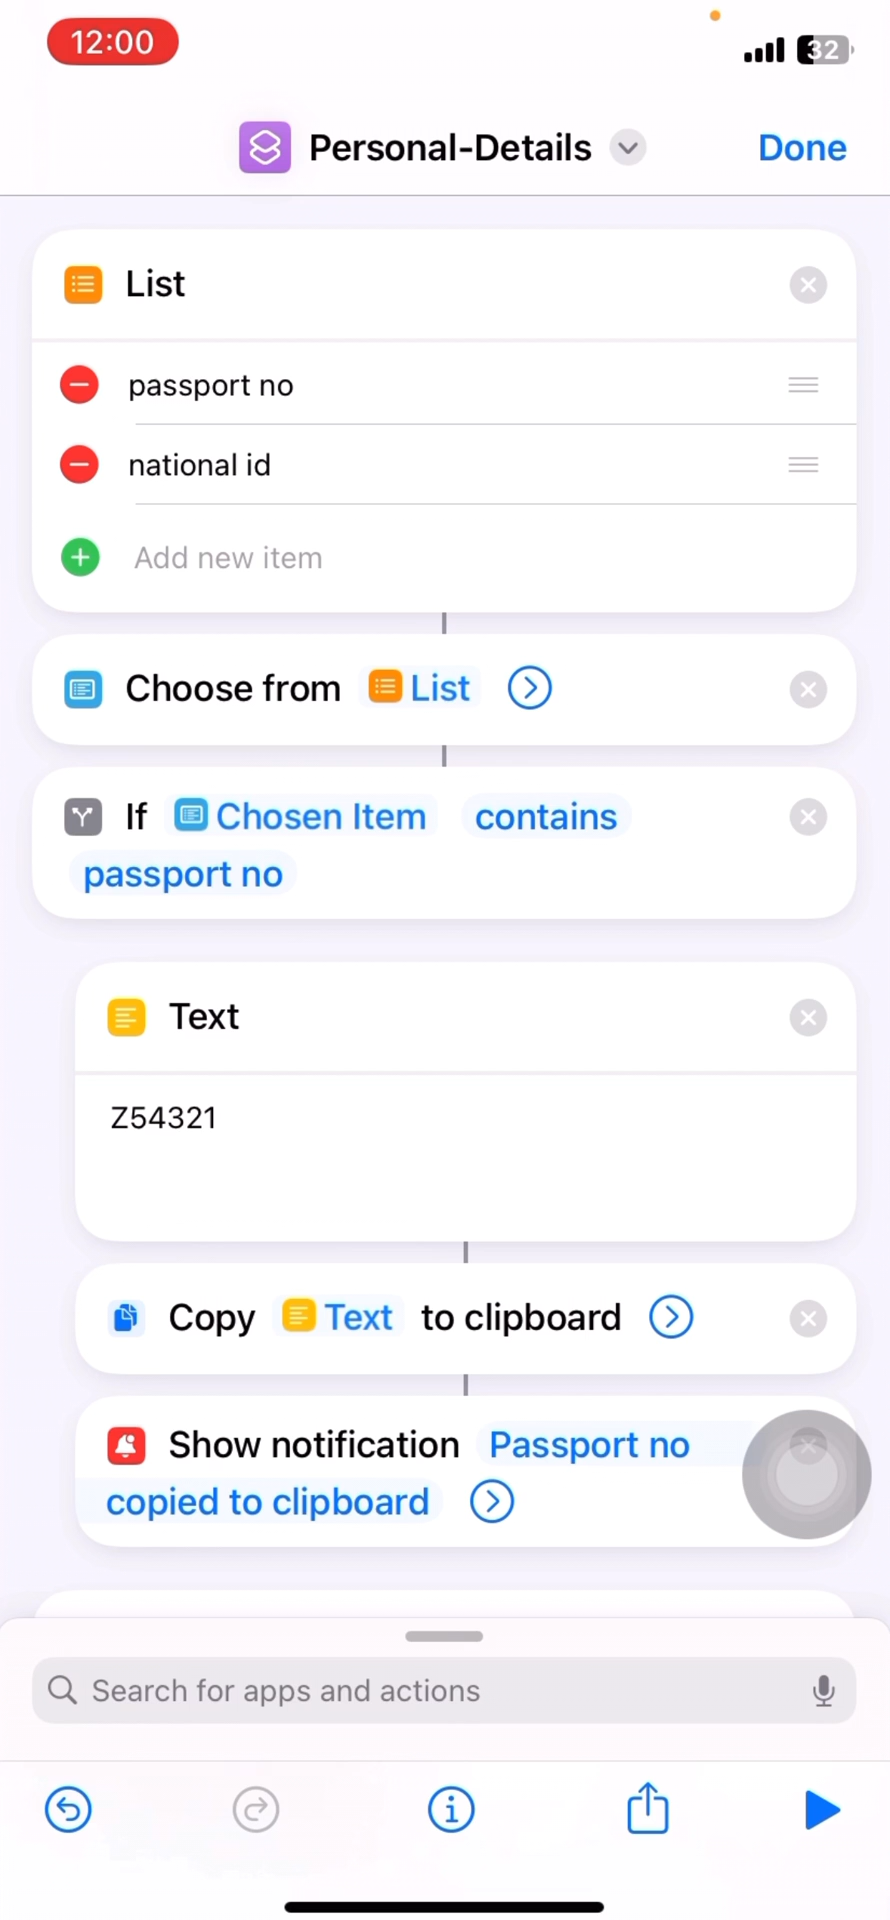 12:00
32
Personal-Details
Done
List
passport no
national id
Add new item
Choose from List
If Chosen Item contains
passport no
Text
Z54321
Copy Text to clipboard
Show notification Passport no
copied to clipboard
Search for apps and actions